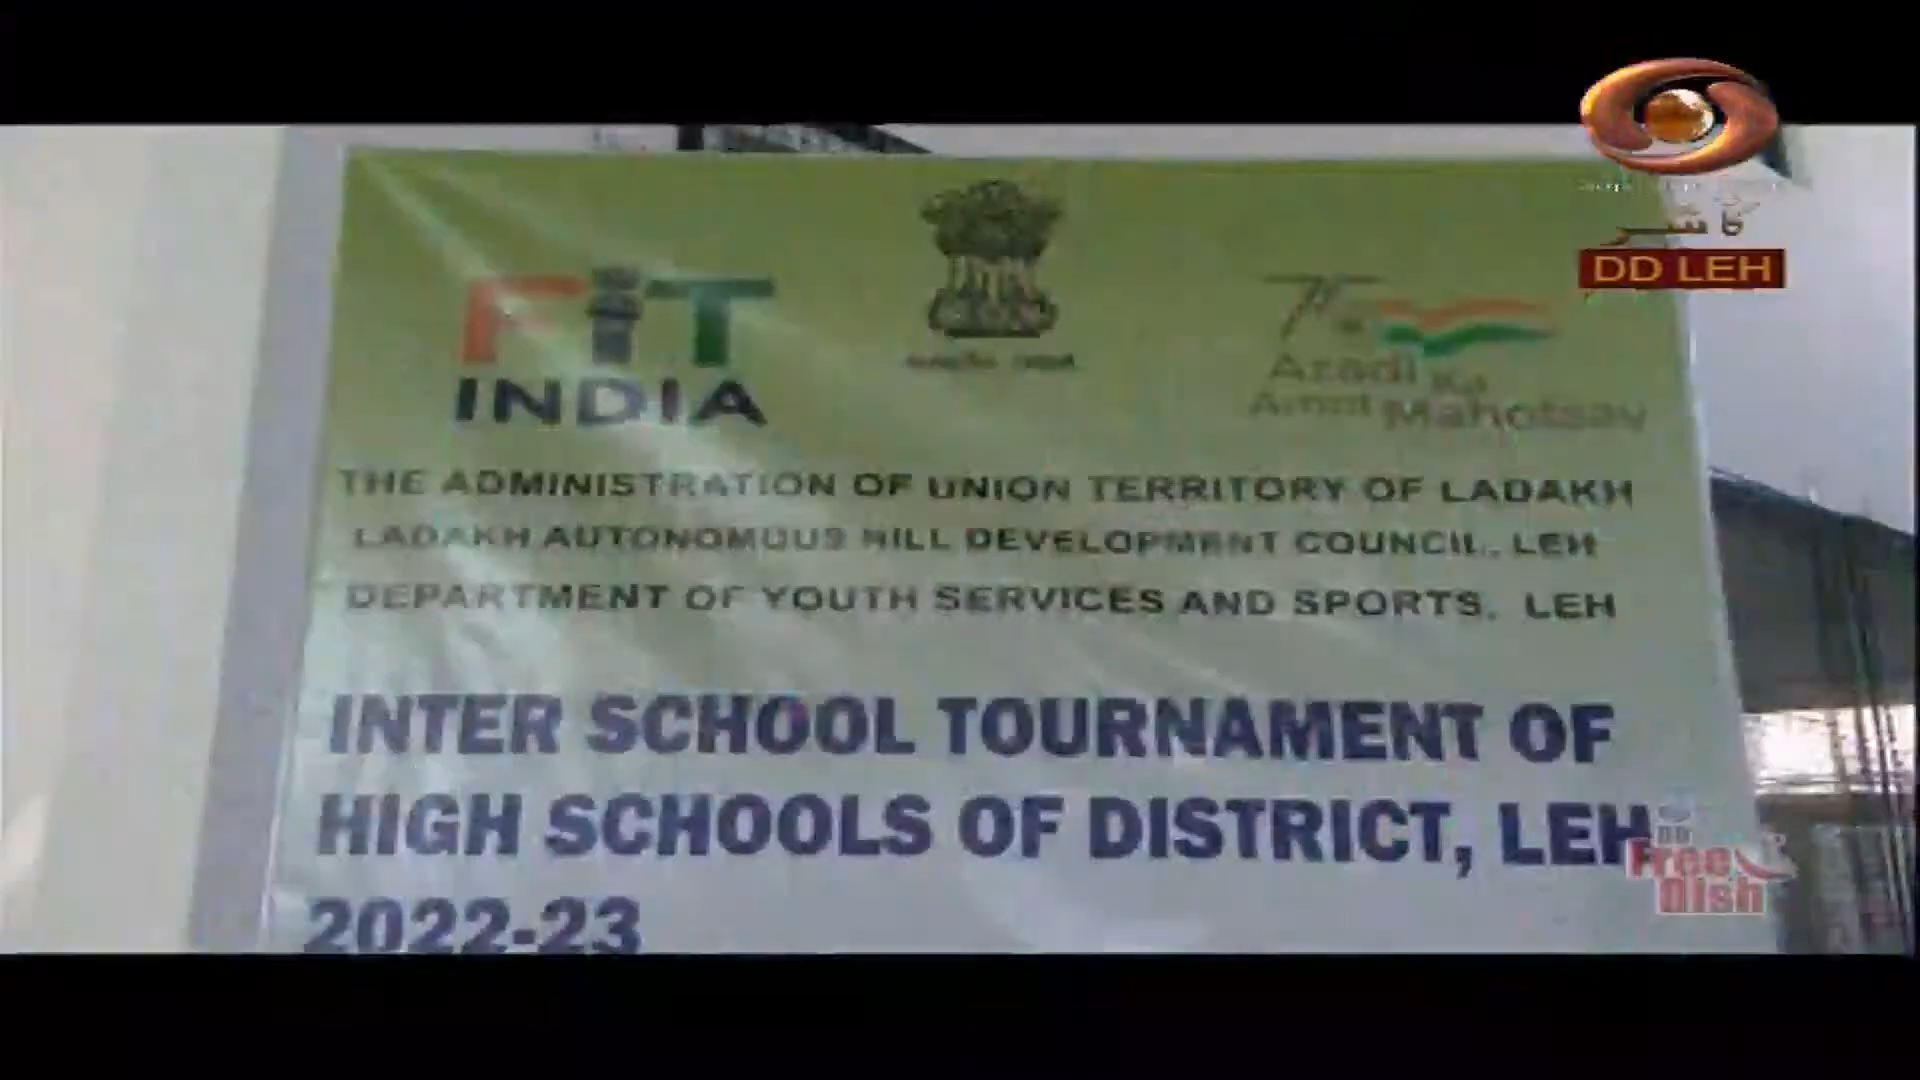 کاشر
DD LEH
FiT
INDIA
Azadi Ka
Amrit Mahotsav
THE ADMINISTRATION OF UNION TERRITORY OF LADAKH
LADAKH AUTONOMOUS HILL DEVELOPMENT COUNCIL, LEH
DEPARTMENT OF YOUTH SERVICES AND SPORTS, LEH
INTER SCHOOL TOURNAMENT OF
HIGH SCHOOLS OF DISTRICT, LEH
2022-23
DD
Free
Dish